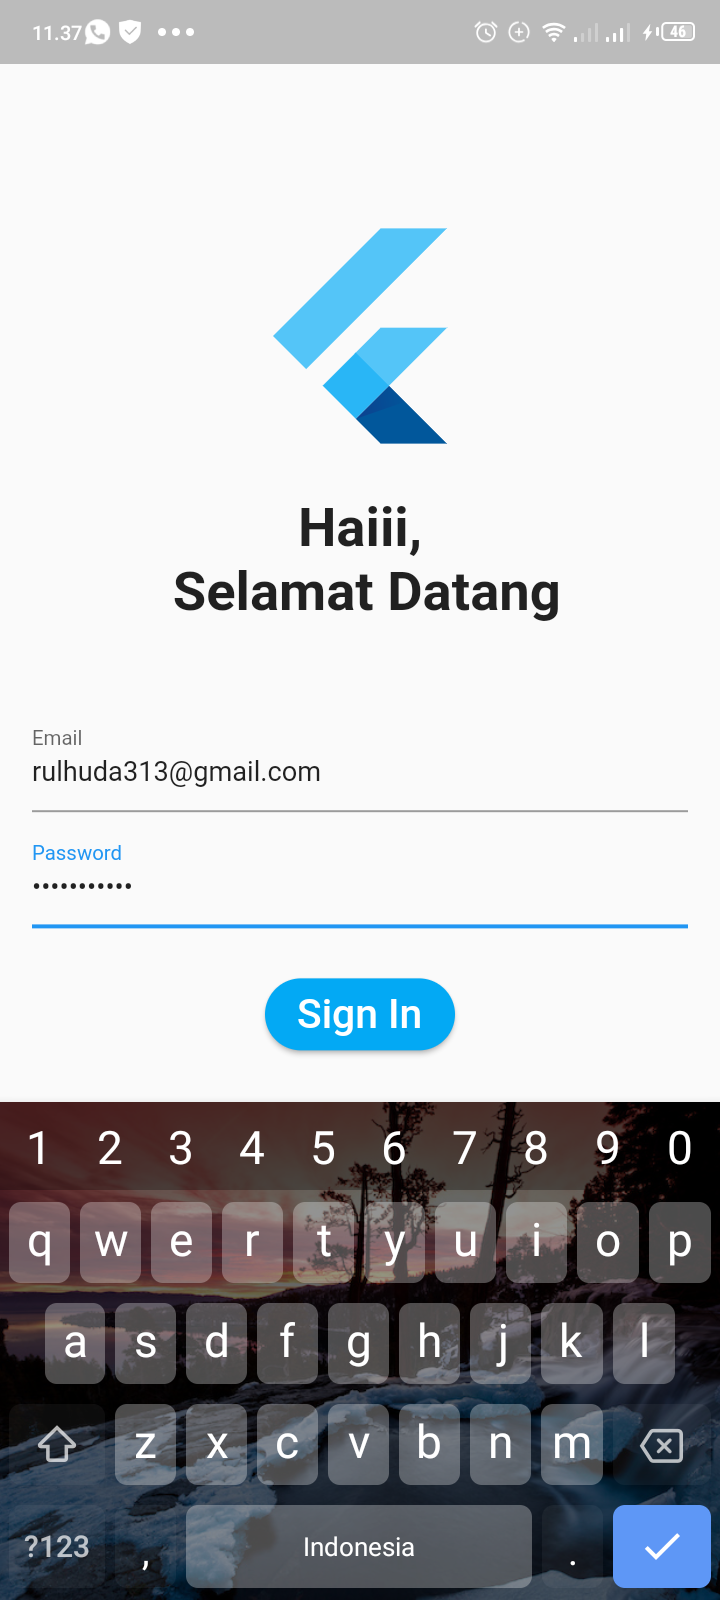 11.37
46
Haiii,
Selamat Datang
Email
rulhuda313@gmail.com
Password
•••••••••••
Sign In
1 2 3 4 5 6 7 8 9 0
q w e r t y u i o p
a s d f g h j k l
z x c v b n m
?123 , Indonesia .